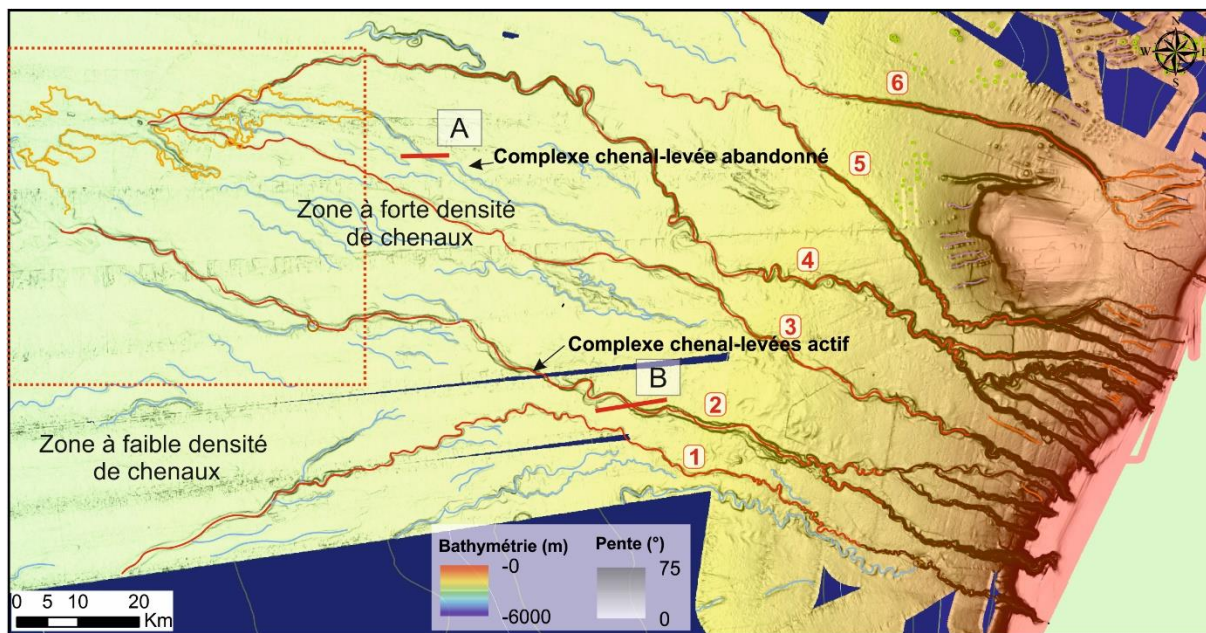 N
W E
S
6
A
Complexe chenal-levée abandonné
5
Zone à forte densité
de chenaux
4
3
Complexe chenal-levées actif
B
2
Zone à faible densité
de chenaux
1
Bathymétrie (m)
-0
-6000
Pente (°)
75
0
0 5 10 20
Km